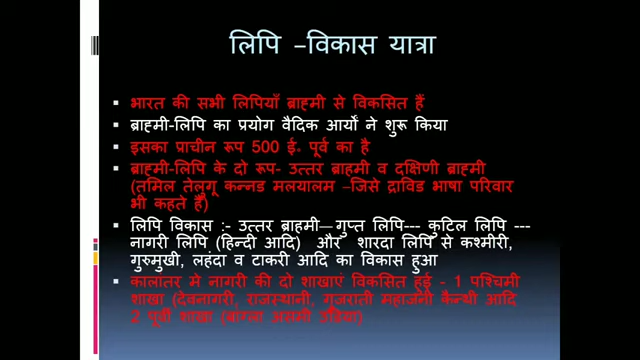 लिपि –विकास यात्रा
भारत की सभी लिपियाँ ब्राह्मी से विकसित हैं
ब्राह्मी-लिपि का प्रयोग वैदिक आर्यों ने शुरू किया
इसका प्राचीन रूप 500 ई॰ पूर्व का है
ब्राह्मी-लिपि के दो रूप- उत्तर ब्राहमी व दक्षिणी ब्राह्मी
(तमिल तेलुगू कन्नड मलयालम –जिसे द्राविड भाषा परिवार
भी कहते हैं)
लिपि विकास :- उत्तर ब्राहमी—गुप्त लिपि--- कुटिल लिपि ---
नागरी लिपि (हिन्दी आदि) और शारदा लिपि से कश्मीरी,
गुरुमुखी, लहंदा व टाकरी आदि का विकास हुआ
कालांतर मे नागरी की दो शाखाएं विकसित हुई - 1 पश्चिमी
शाखा (देवनागरी, राजस्थानी, गुजराती महाजनी कैन्थी आदि
2 पूर्वी शाखा (बांग्ला असमी उडिया)